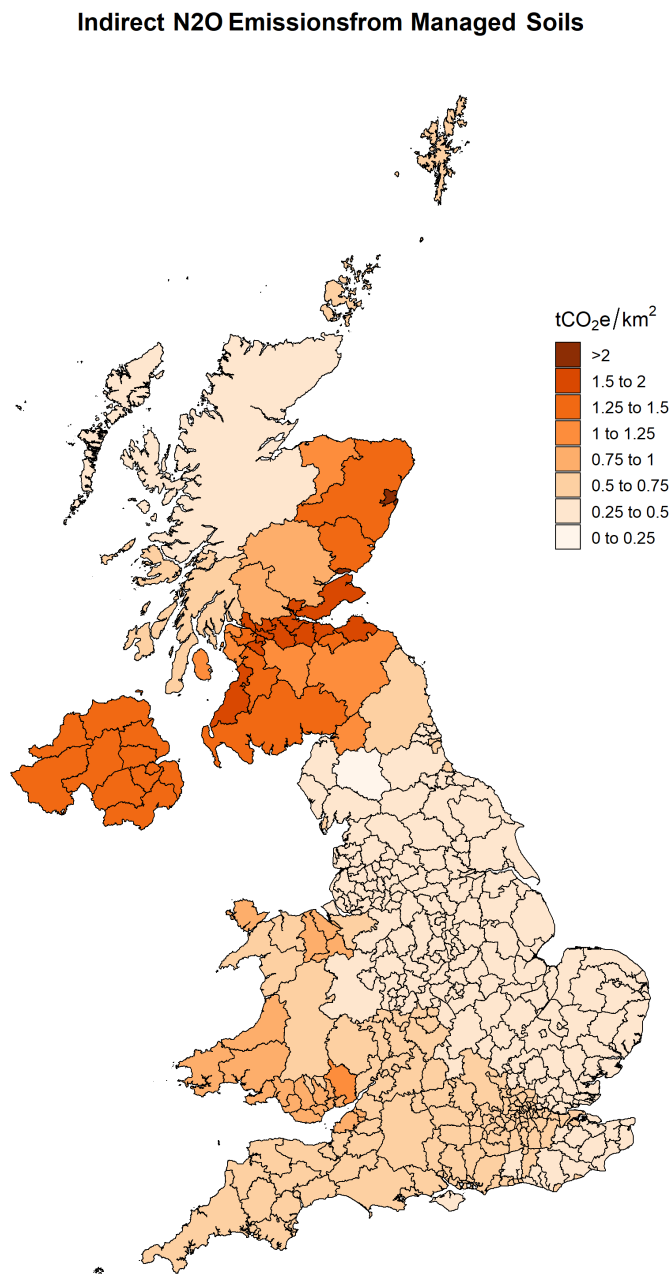 Indirect N2O Emissionsfrom Managed Soils
tCO₂e/km²
>2
1.5 to 2
1.25 to 1.5
1 to 1.25
0.75 to 1
0.5 to 0.75
0.25 to 0.5
0 to 0.25